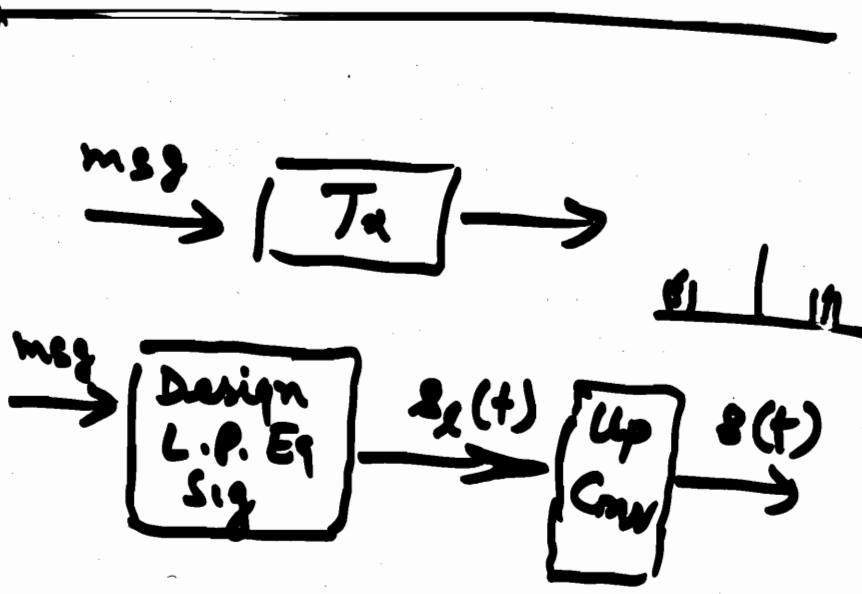 msg
Tx
msg
Design
L.P. Eq
Sig
s_l(t)
Up
Conv
s(t)